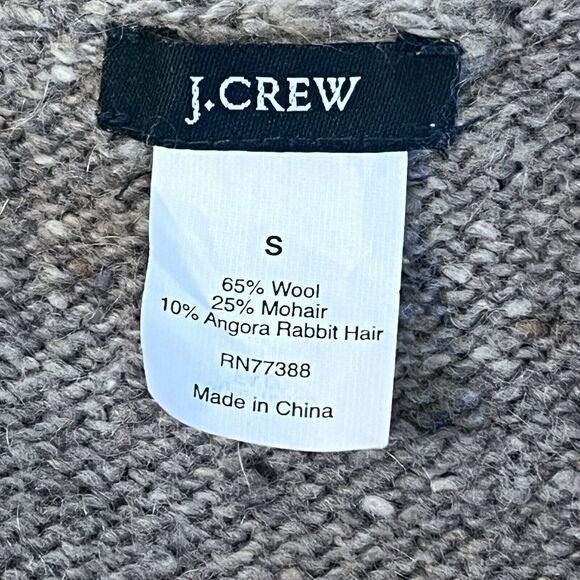 J.CREW
S
65% Wool
25% Mohair
10% Angora Rabbit Hair
RN77388
Made in China